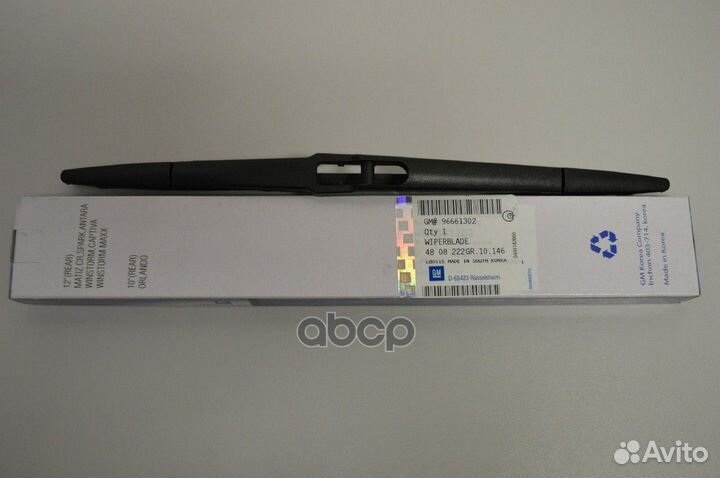 12"(REAR)
MATIZ,CR,SPARK,ANTARA
WINSTORM,CAPTIVA
WINSTORM MAXX
10"(REAR)
ORLANDO
GM# 96661302
Qty 1
WIPERBLADE
48 08 222GR.10.146
MADE IN SOUTH KOREA
GM
D-65423 Rüsselsheim
GM Korea Company
Inchon 403-714, korea
Made in Korea
abcp
Avito